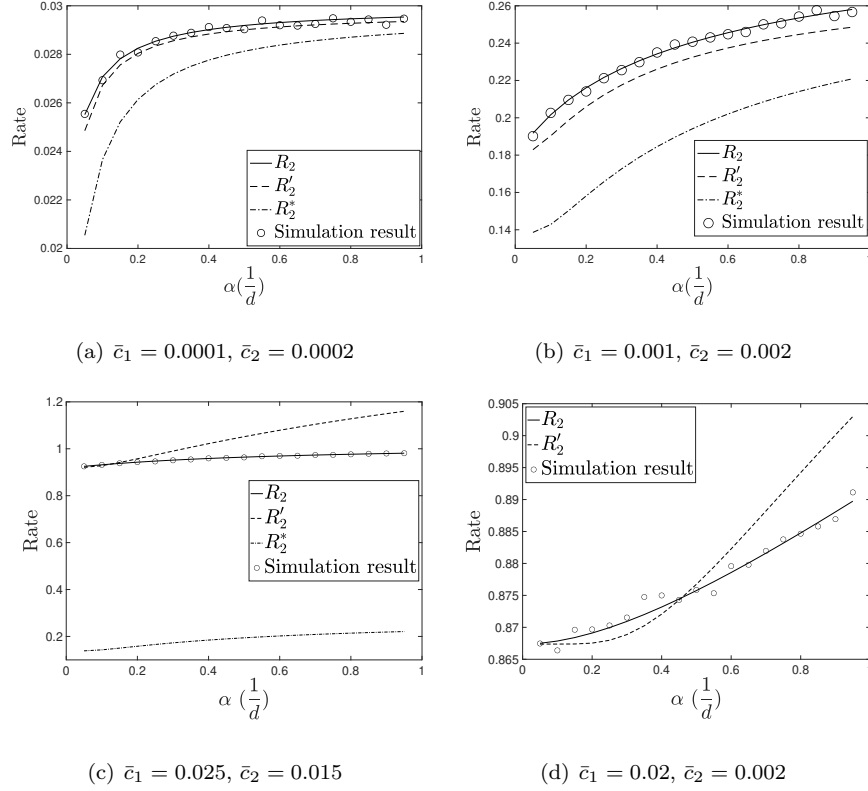 0.03
0.028
0.026
0.024
0.022
0.02
Rate
0 0.2 0.4 0.6 0.8 1
α(1/d)
R₂
R′₂
R*₂
Simulation result
(a) c̄₁ = 0.0001, c̄₂ = 0.0002
0.26
0.24
0.22
0.2
0.18
0.16
0.14
Rate
0 0.2 0.4 0.6 0.8 1
α(1/d)
R₂
R′₂
R*₂
Simulation result
(b) c̄₁ = 0.001, c̄₂ = 0.002
1.2
1
0.8
0.6
0.4
0.2
Rate
0 0.2 0.4 0.6 0.8 1
α (1/d)
R₂
R′₂
R*₂
Simulation result
(c) c̄₁ = 0.025, c̄₂ = 0.015
0.905
0.9
0.89
0.885
0.88
0.875
0.87
0.865
Rate
0 0.2 0.4 0.6 0.8 1
α (1/d)
R₂
R′₂
Simulation result
(d) c̄₁ = 0.02, c̄₂ = 0.002